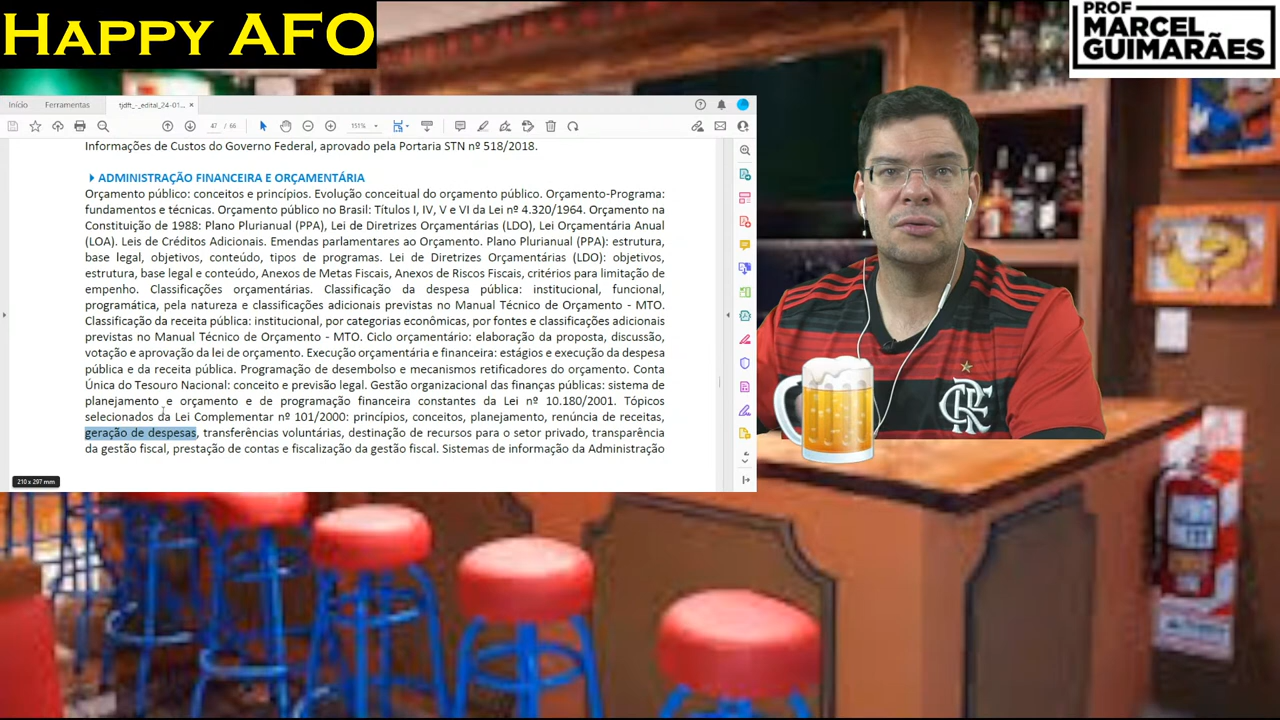 HAPPY AFO
PROF
MARCEL
GUIMARÃES
Início
Ferramentas
tjdft_-_edital_24-01...
×
47 / 66
151%
Informações de Custos do Governo Federal, aprovado pela Portaria STN nº 518/2018.
ADMINISTRAÇÃO FINANCEIRA E ORÇAMENTÁRIA
Orçamento público: conceitos e princípios. Evolução conceitual do orçamento público. Orçamento-Programa:
fundamentos e técnicas. Orçamento público no Brasil: Títulos I, IV, V e VI da Lei nº 4.320/1964. Orçamento na
Constituição de 1988: Plano Plurianual (PPA), Lei de Diretrizes Orçamentárias (LDO), Lei Orçamentária Anual
(LOA). Leis de Créditos Adicionais. Emendas parlamentares ao Orçamento. Plano Plurianual (PPA): estrutura,
base legal, objetivos, conteúdo, tipos de programas. Lei de Diretrizes Orçamentárias (LDO): objetivos,
estrutura, base legal e conteúdo, Anexos de Metas Fiscais, Anexos de Riscos Fiscais, critérios para limitação de
empenho. Classificações orçamentárias. Classificação da despesa pública: institucional, funcional,
programática, pela natureza e classificações adicionais previstas no Manual Técnico de Orçamento - MTO.
Classificação da receita pública: institucional, por categorias econômicas, por fontes e classificações adicionais
previstas no Manual Técnico de Orçamento - MTO. Ciclo orçamentário: elaboração da proposta, discussão,
votação e aprovação da lei de orçamento. Execução orçamentária e financeira: estágios e execução da despesa
pública e da receita pública. Programação de desembolso e mecanismos retificadores do orçamento. Conta
Única do Tesouro Nacional: conceito e previsão legal. Gestão organizacional das finanças públicas: sistema de
planejamento e orçamento e de programação financeira constantes da Lei nº 10.180/2001. Tópicos
selecionados da Lei Complementar nº 101/2000: princípios, conceitos, planejamento, renúncia de receitas,
geração de despesas, transferências voluntárias, destinação de recursos para o setor privado, transparência
da gestão fiscal, prestação de contas e fiscalização da gestão fiscal. Sistemas de informação da Administração
210 x 297 mm
CRF